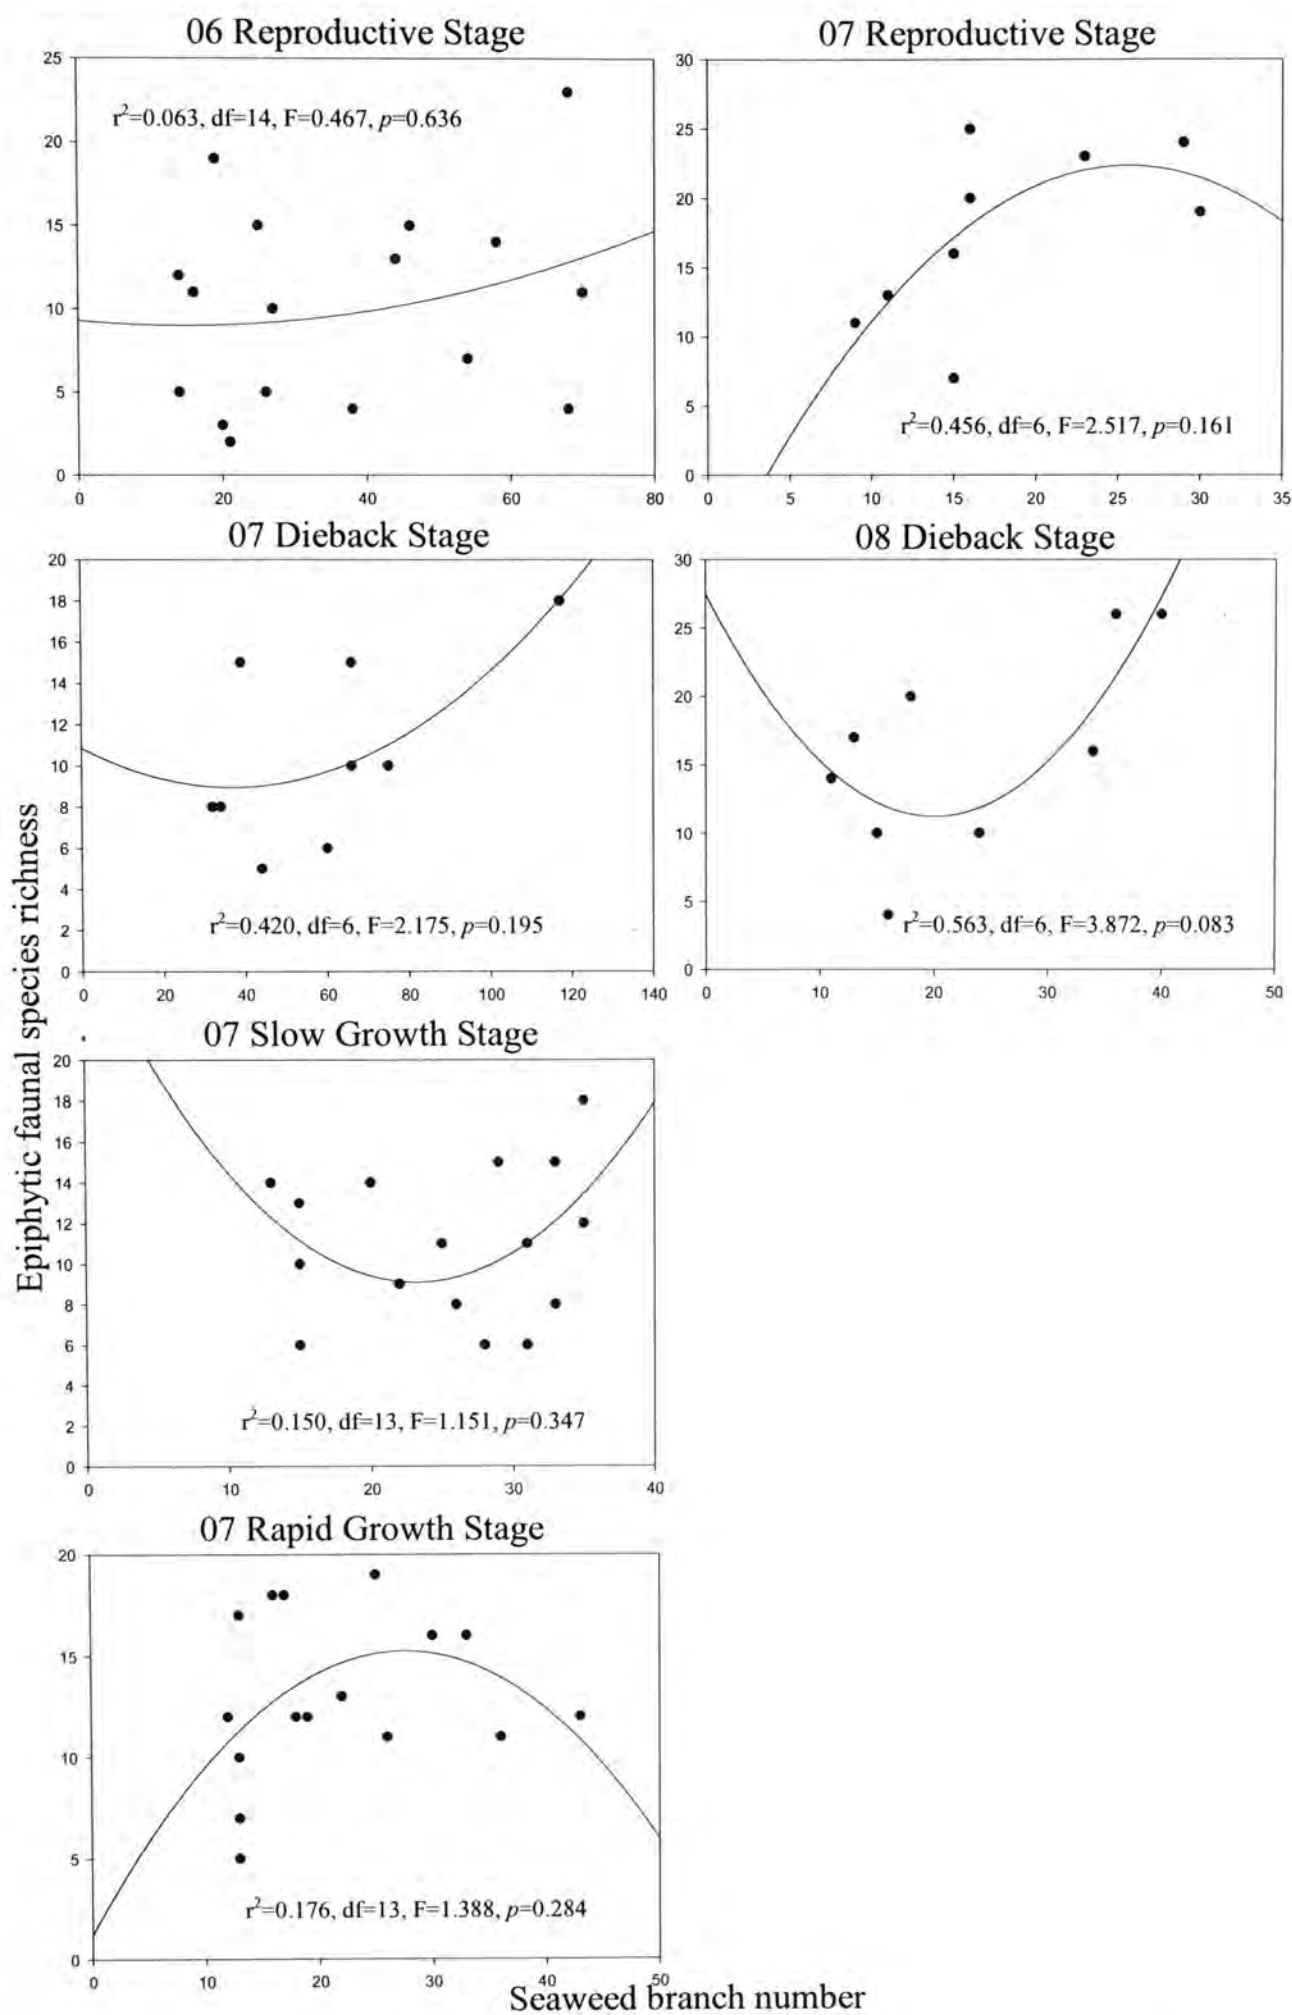 06 Reproductive Stage
25
20
15
10
5
0
0 20 40 60 80
r²=0.063, df=14, F=0.467, p=0.636
07 Reproductive Stage
30
25
20
15
10
5
0
0 5 10 15 20 25 30 35
r²=0.456, df=6, F=2.517, p=0.161
07 Dieback Stage
20
18
16
14
12
10
8
6
4
2
0
0 20 40 60 80 100 120 140
r²=0.420, df=6, F=2.175, p=0.195
08 Dieback Stage
30
25
20
15
10
5
0
0 10 20 30 40 50
r²=0.563, df=6, F=3.872, p=0.083
07 Slow Growth Stage
20
18
16
14
12
10
8
6
4
2
0
0 10 20 30 40
r²=0.150, df=13, F=1.151, p=0.347
07 Rapid Growth Stage
20
15
10
5
0
0 10 20 30 40 50
r²=0.176, df=13, F=1.388, p=0.284
Epiphytic faunal species richness
Seaweed branch number